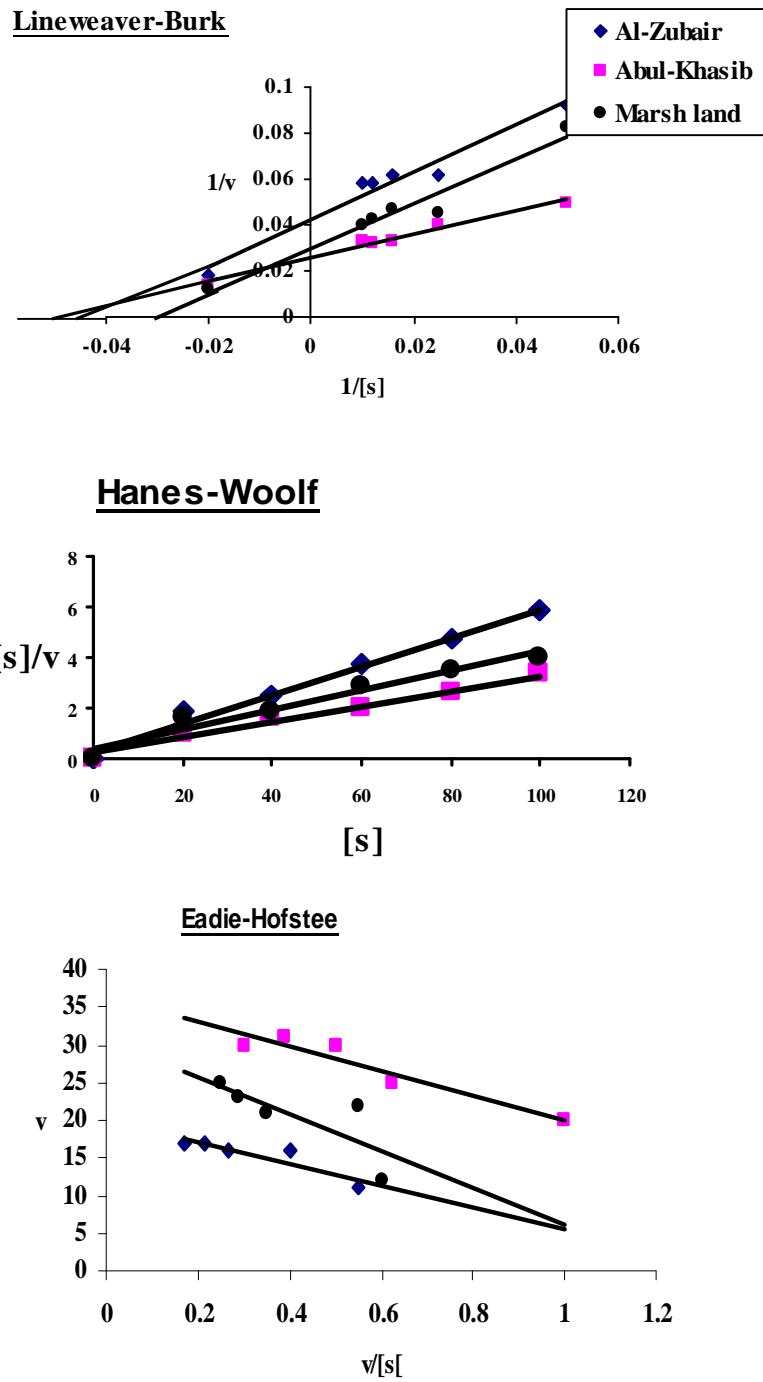 Lineweaver-Burk
Al-Zubair
Abul-Khasib
Marsh land
0.1
0.08
1/v
0.06
0.04
0.02
0
-0.04 -0.02 0 0.02 0.04 0.06
1/[s]
Hanes-Woolf
8
6
[s]/v
4
2
0
0 20 40 60 80 100 120
[s]
Eadie-Hofstee
40
35
30
25
v
20
15
10
5
0
0 0.2 0.4 0.6 0.8 1 1.2
v/[s[